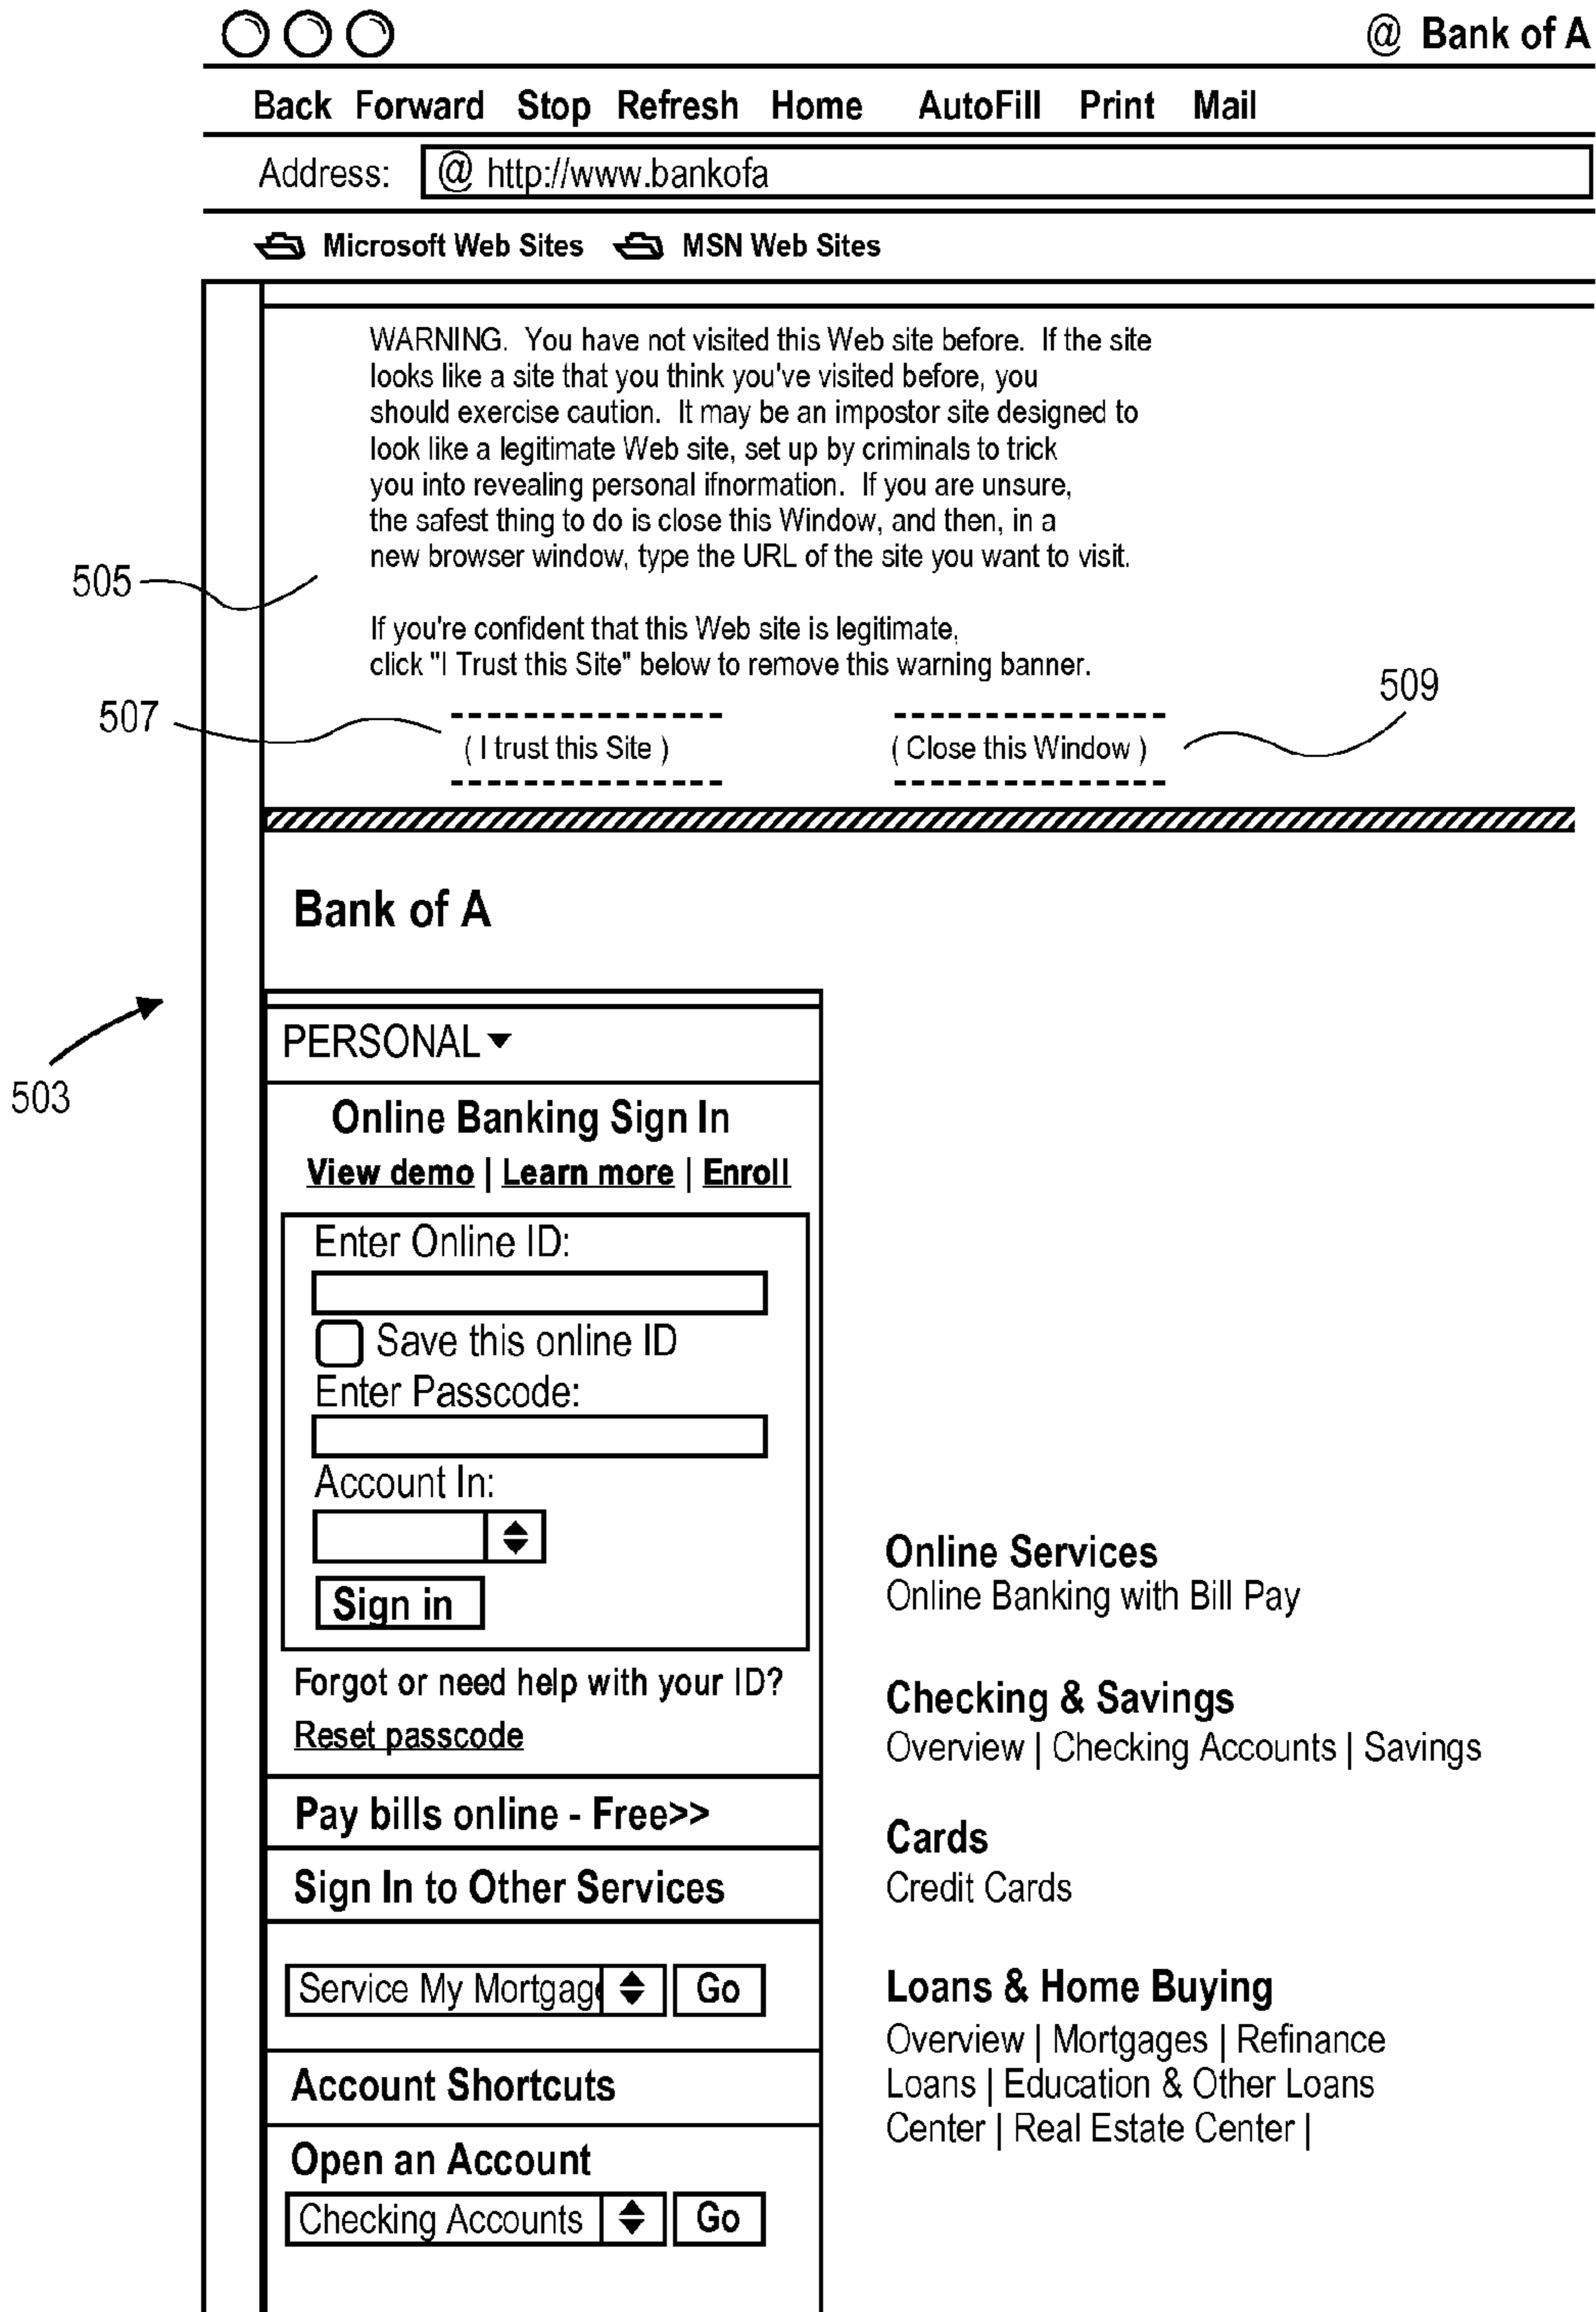 @ Bank of A
Back Forward Stop Refresh Home AutoFill Print Mail
Address: @ http://www.bankofa
Microsoft Web Sites MSN Web Sites
WARNING. You have not visited this Web site before. If the site
looks like a site that you think you've visited before, you
should exercise caution. It may be an impostor site designed to
look like a legitimate Web site, set up by criminals to trick
you into revealing personal ifnormation. If you are unsure,
the safest thing to do is close this Window, and then, in a
new browser window, type the URL of the site you want to visit.
505
If you're confident that this Web site is legitimate,
click "I Trust this Site" below to remove this warning banner.
509
507
( I trust this Site ) ( Close this Window )
Bank of A
503
PERSONAL
Online Banking Sign In
View demo | Learn more | Enroll
Enter Online ID:
Save this online ID
Enter Passcode:
Account In:
Sign in
Forgot or need help with your ID?
Reset passcode
Pay bills online - Free>>
Sign In to Other Services
Service My Mortgag Go
Account Shortcuts
Open an Account
Checking Accounts Go
Online Services
Online Banking with Bill Pay
Checking & Savings
Overview | Checking Accounts | Savings
Cards
Credit Cards
Loans & Home Buying
Overview | Mortgages | Refinance
Loans | Education & Other Loans
Center | Real Estate Center |